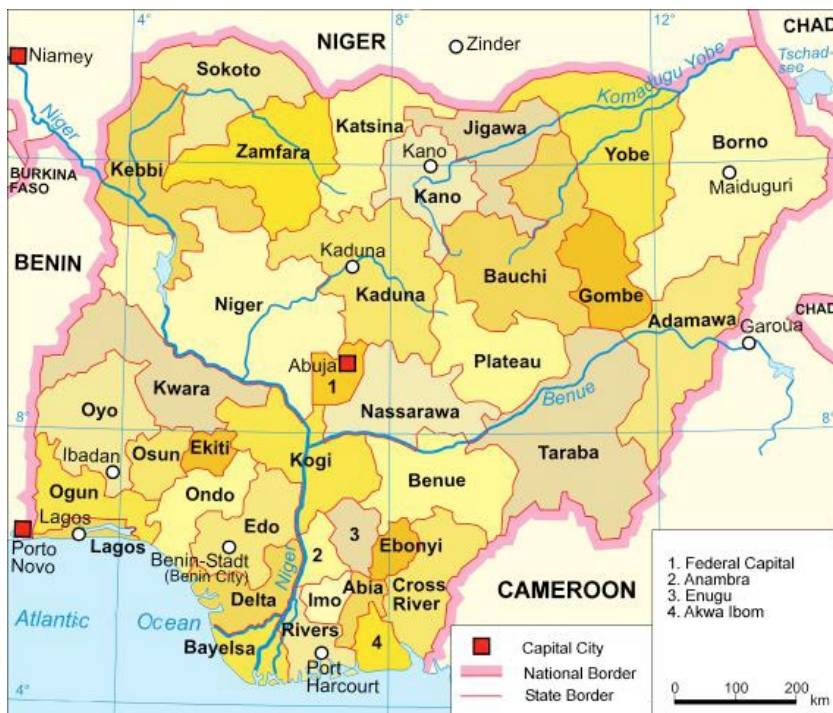 4°
8°
12°
CHAD
NIGER
Zinder
Tschad-
see
Niamey
Sokoto
Komadugu Yobe
Niger
Katsina
Jigawa
Zamfara
Kano
Yobe
Borno
Kebbi
BURKINA
FASO
Kano
Maiduguri
BENIN
Kaduna
Bauchi
Niger
Kaduna
Gombe
CHAD
Adamawa
Garoua
Abuja
1
Plateau
Kwara
Nassarawa
Benue
8°
8°
Oyo
Taraba
Ibadan
Osun
Ekiti
Kogi
Benue
Ogun
Ondo
Lagos
Edo
3
Porto
Novo
Lagos
Benin-Stadt
(Benin City)
Niger
2
Ebonyi
CAMEROON
Delta
Imo
Abia
Cross
River
Atlantic
Ocean
Rivers
4
Bayelsa
Port
Harcourt
4°
1. Federal Capital
2. Anambra
3. Enugu
4. Akwa Ibom
Capital City
National Border
State Border
0 100 200
km